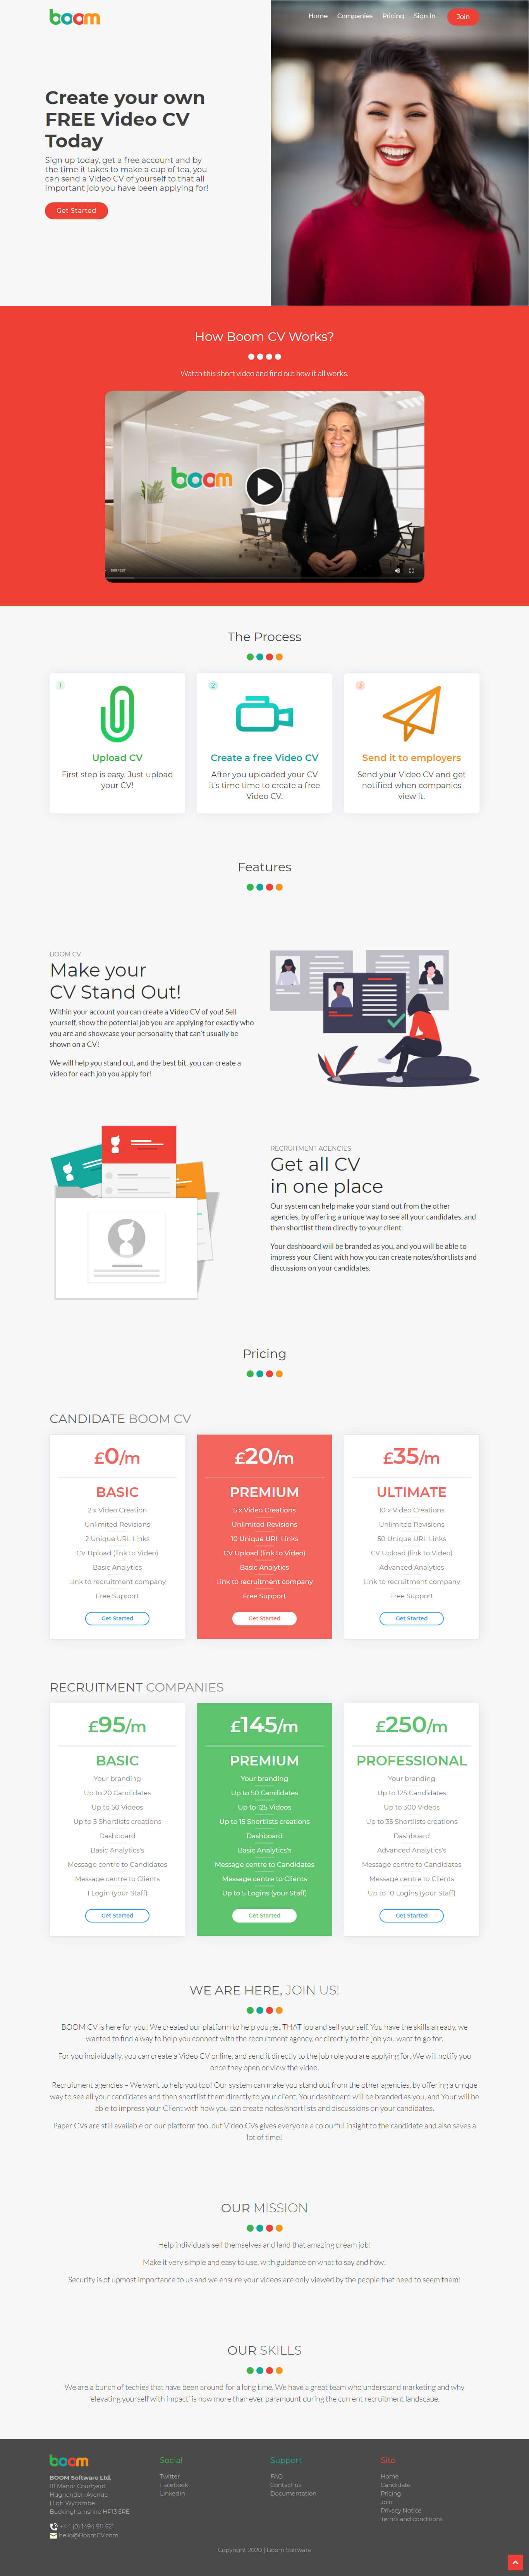 boom
Home Companies Pricing Sign In Join
Create your own
FREE Video CV
Today
Sign up today, get a free account and by
the time it takes to make a cup of tea, you
can send a Video CV of yourself to that all
important job you have been applying for!
Get Started
How Boom CV Works?
Watch this short video and find out how it all works.
boom
The Process
1
Upload CV
First step is easy. Just upload
your CV!
2
Create a free Video CV
After you uploaded your CV
it's time time to create a free
Video CV.
3
Send it to employers
Send your Video CV and get
notified when companies
view it.
Features
BOOM CV
Make your
CV Stand Out!
Within your account you can create a Video CV of you! Sell
yourself, show the potential job you are applying for exactly who
you are and showcase your personality that can't usually be
shown on a CV!
We will help you stand out, and the best bit, you can create a
video for each job you apply for!
RECRUITMENT AGENCIES
Get all CV
in one place
Our system can help make your stand out from the other
agencies, by offering a unique way to see all your candidates, and
then shortlist them directly to your client.
Your dashboard will be branded as you, and you will be able to
impress your Client with how you can create notes/shortlists and
discussions on your candidates.
Pricing
CANDIDATE BOOM CV
£0/m
BASIC
2 x Video Creation
Unlimited Revisions
2 Unique URL Links
CV Upload (link to Video)
Basic Analytics
Link to recruitment company
Free Support
Get Started
£20/m
PREMIUM
5 x Video Creations
Unlimited Revisions
10 Unique URL Links
CV Upload (link to Video)
Basic Analytics
Link to recruitment company
Free Support
Get Started
£35/m
ULTIMATE
10 x Video Creations
Unlimited Revisions
50 Unique URL Links
CV Upload (link to Video)
Advanced Analytics
Link to recruitment company
Free Support
Get Started
RECRUITMENT COMPANIES
£95/m
BASIC
Your branding
Up to 20 Candidates
Up to 50 Videos
Up to 5 Shortlists creations
Dashboard
Basic Analytics's
Message centre to Candidates
Message centre to Clients
1 Login (your Staff)
Get Started
£145/m
PREMIUM
Your branding
Up to 50 Candidates
Up to 125 Videos
Up to 15 Shortlists creations
Dashboard
Basic Analytics's
Message centre to Candidates
Message centre to Clients
Up to 5 Logins (your Staff)
Get Started
£250/m
PROFESSIONAL
Your branding
Up to 125 Candidates
Up to 300 Videos
Up to 35 Shortlists creations
Dashboard
Advanced Analytics's
Message centre to Candidates
Message centre to Clients
Up to 10 Logins (your Staff)
Get Started
WE ARE HERE, JOIN US!
BOOM CV is here for you! We created our platform to help you get THAT job and sell yourself. You have the skills already, we
wanted to find a way to help you connect with the recruitment agency, or directly to the job you want to go for.
For you individually, you can create a Video CV online, and send it directly to the job role you are applying for. We will notify you
once they open or view the video.
Recruitment agencies – We want to help you too! Our system can make you stand out from the other agencies, by offering a unique
way to see all your candidates and then shortlist them directly to your client. Your dashboard will be branded as you, and Your will be
able to impress your Client with how you can create notes/shortlists and discussions on your candidates.
Paper CVs are still available on our platform too, but Video CVs gives everyone a colourful insight to the candidate and also saves a
lot of time!
OUR MISSION
Help individuals sell themselves and land that amazing dream job!
Make it very simple and easy to use, with guidance on what to say and how!
Security is of upmost importance to us and we ensure your videos are only viewed by the people that need to seem them!
OUR SKILLS
We are a bunch of techies that have been around for a long time. We have a great team who understand marketing and why
'elevating yourself with impact' is now more than ever paramount during the current recruitment landscape.
boom
BOOM Software Ltd.
18 Manor Courtyard
Hughenden Avenue
High Wycombe
Buckinghamshire HP13 5RE
+44 (0) 1494 911 521
hello@BoomCV.com
Social
Twitter
Facebook
LinkedIn
Support
FAQ
Contact us
Documentation
Site
Home
Candidate
Pricing
Join
Privacy Notice
Terms and conditions
Copyright 2020 | Boom Software